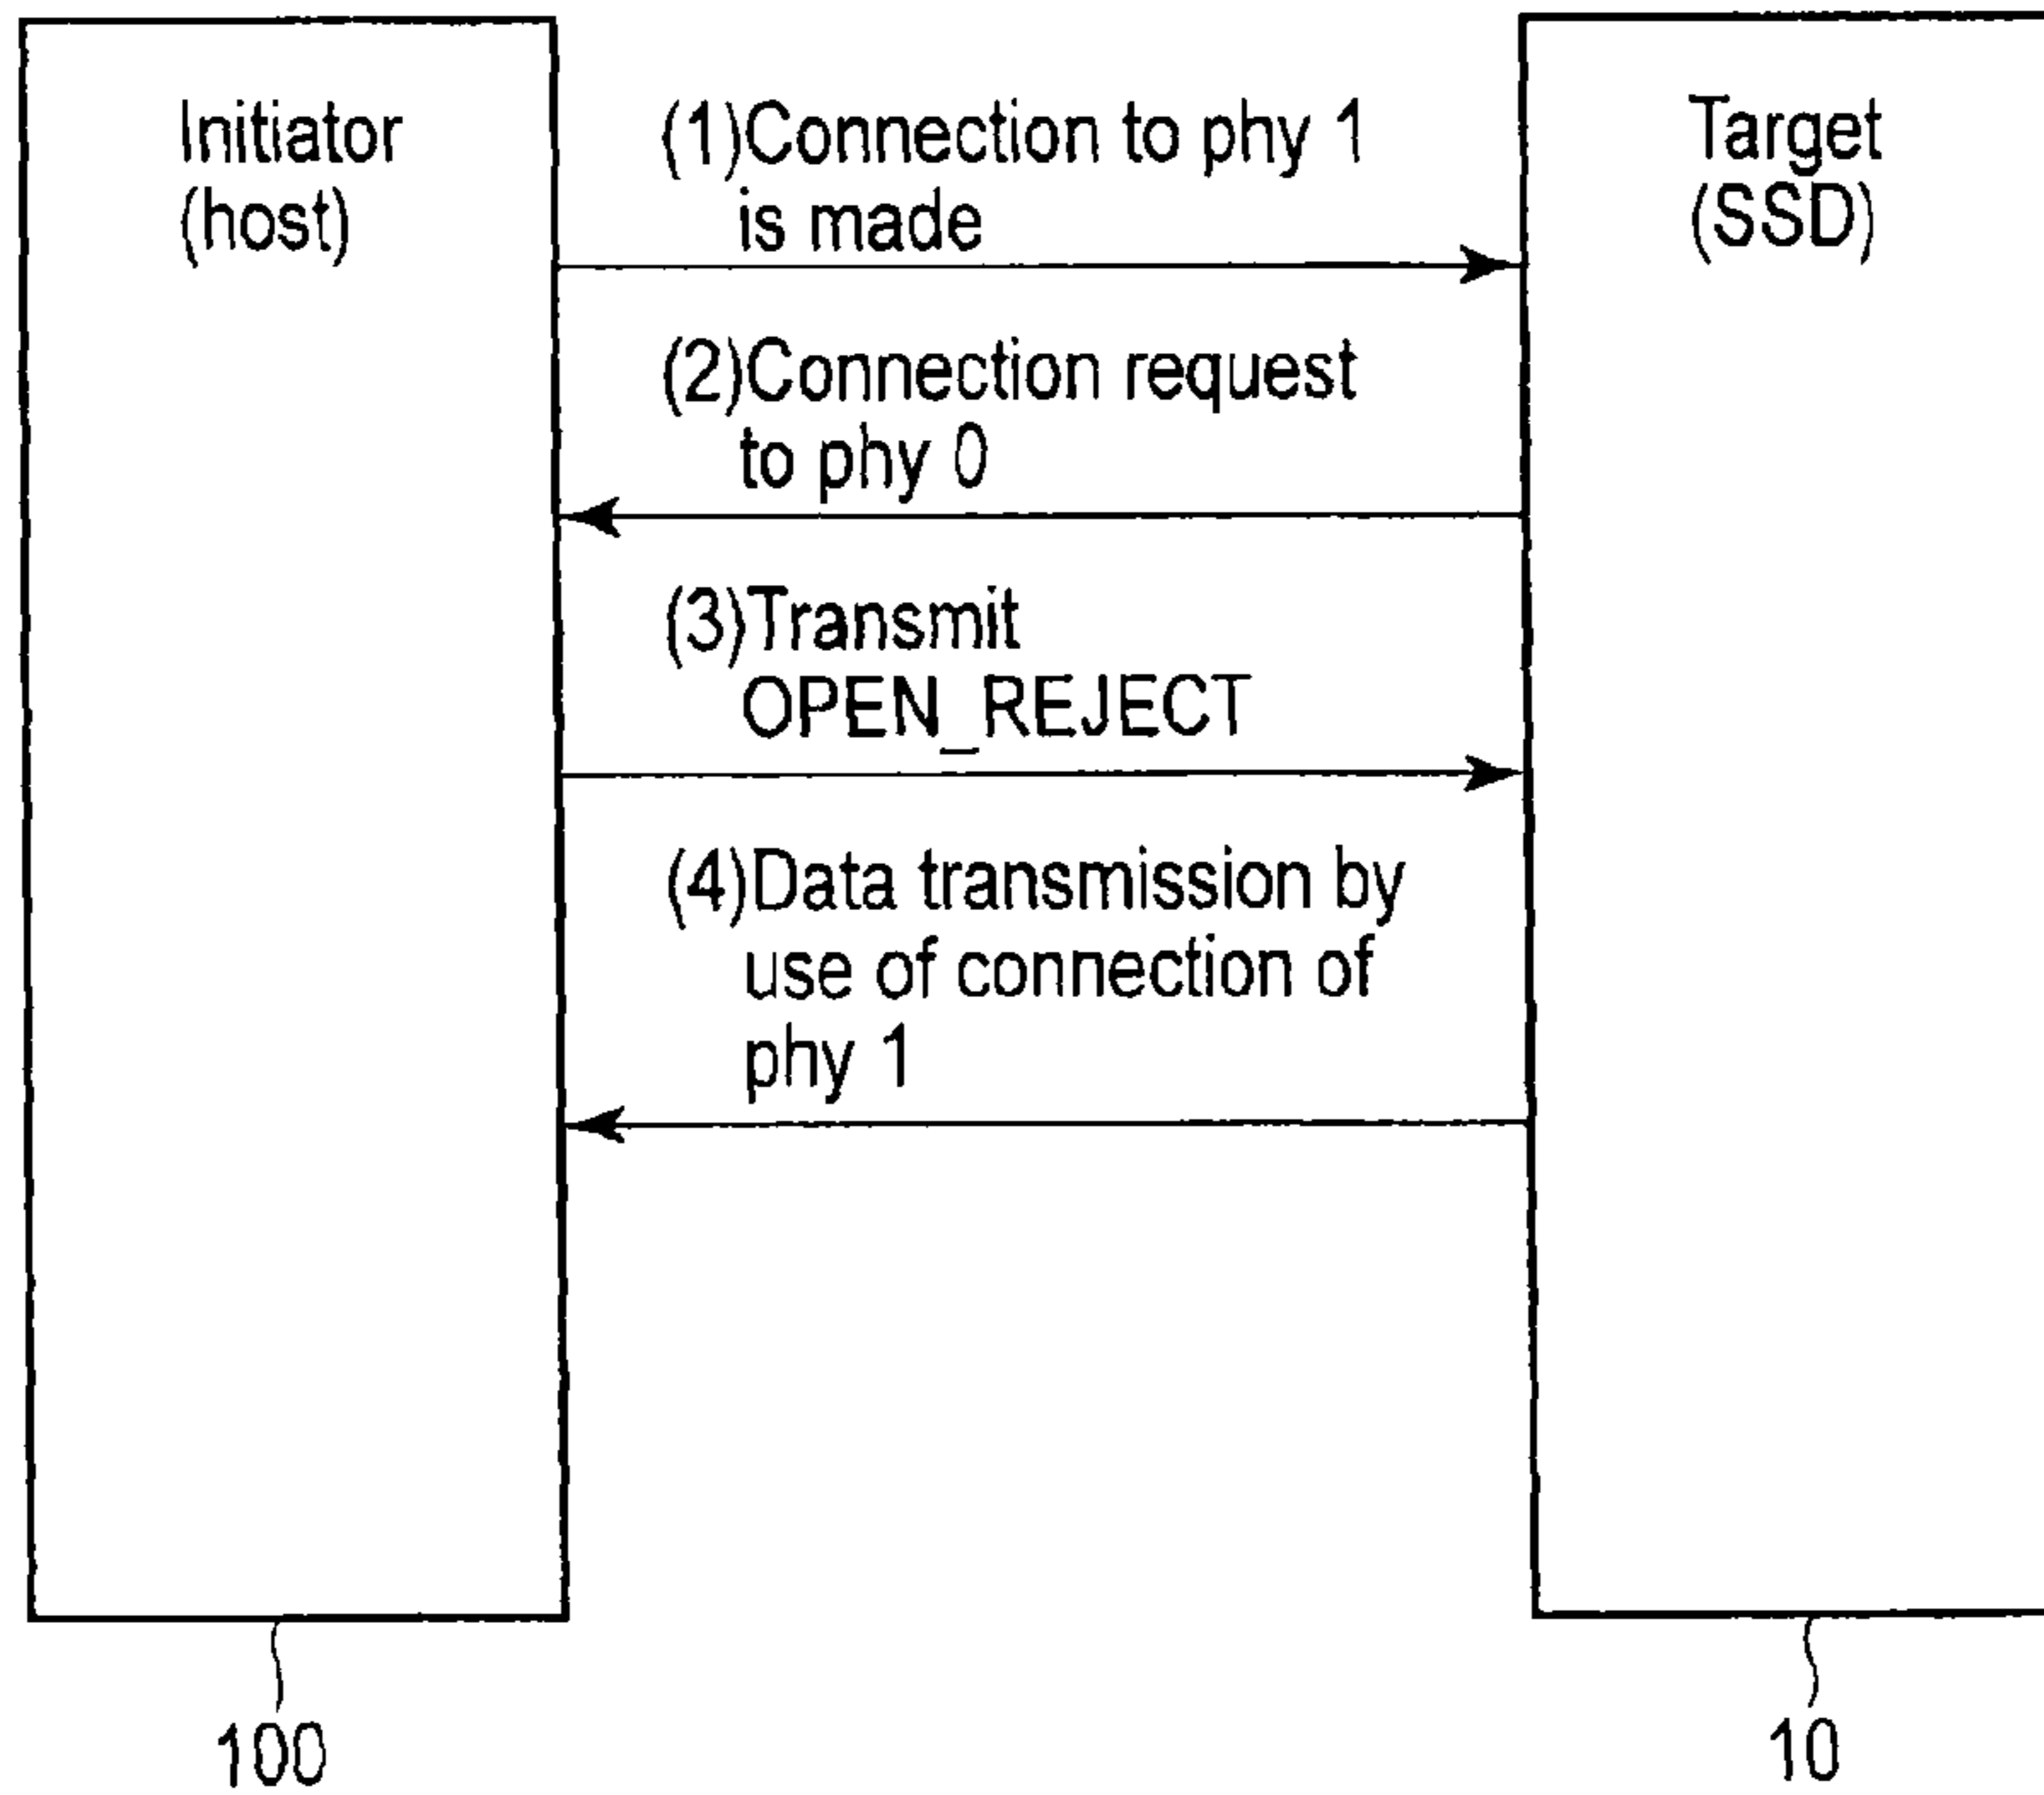 Initiator
(host)
(1)Connection to phy 1
is made
Target
(SSD)
(2)Connection request
to phy 0
(3)Transmit
OPEN_REJECT
(4)Data transmission by
use of connection of
phy 1
100
10